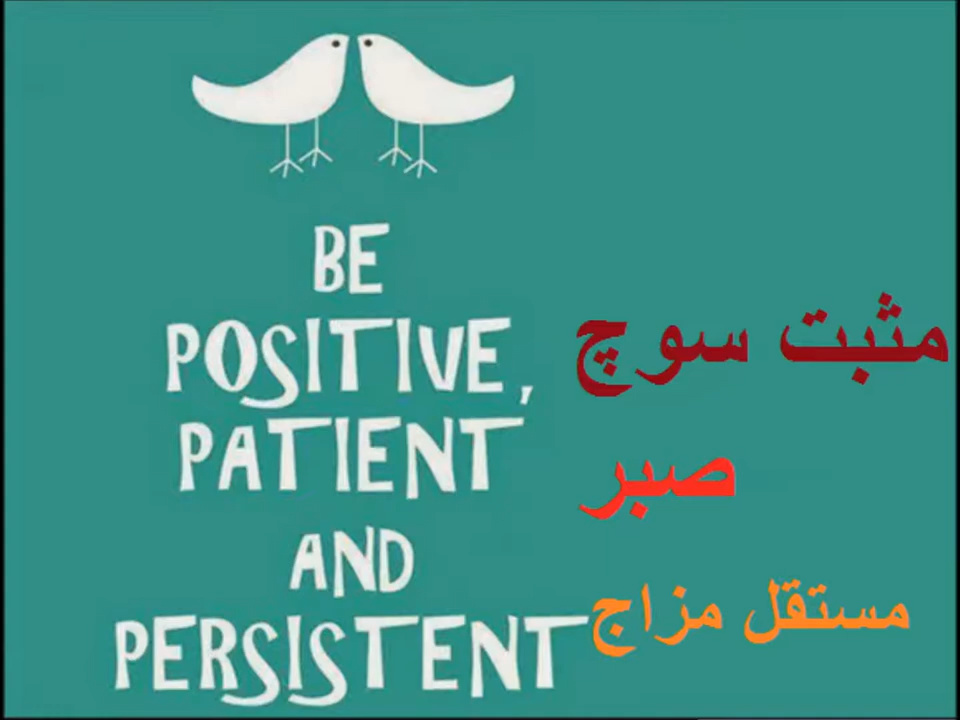 BE
POSITIVE,
مثبت سوچ
PATIENT
صبر
AND
PERSISTENT
مستقل مزاج